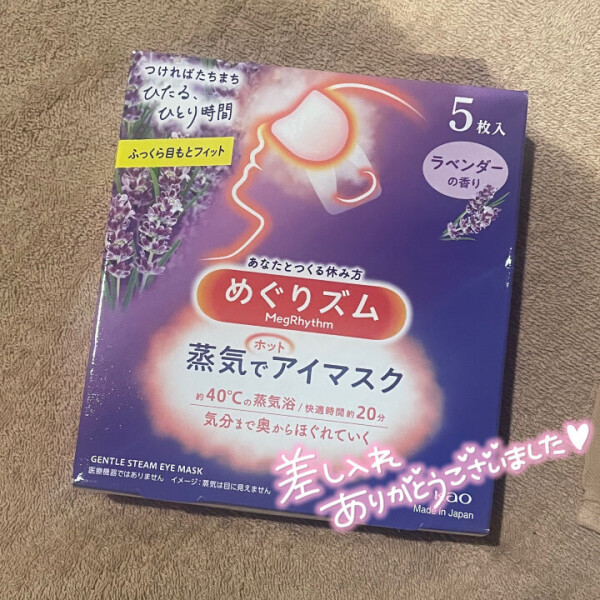 つければたちまち
ひたる、
ひとり時間
ふっくら目もとフィット
5枚入
ラベンダー
の香り
あなたとつくる休み方
めぐりズム
MegRhythm
ホット
蒸気でアイマスク
約40℃の蒸気浴/快適時間約20分
気分まで奥からほぐれていく
GENTLE STEAM EYE MASK
医療機器ではありません イメージ:蒸気は目に見えません
差し入れ
ありがとうございました♥
Kao
Made in Japan